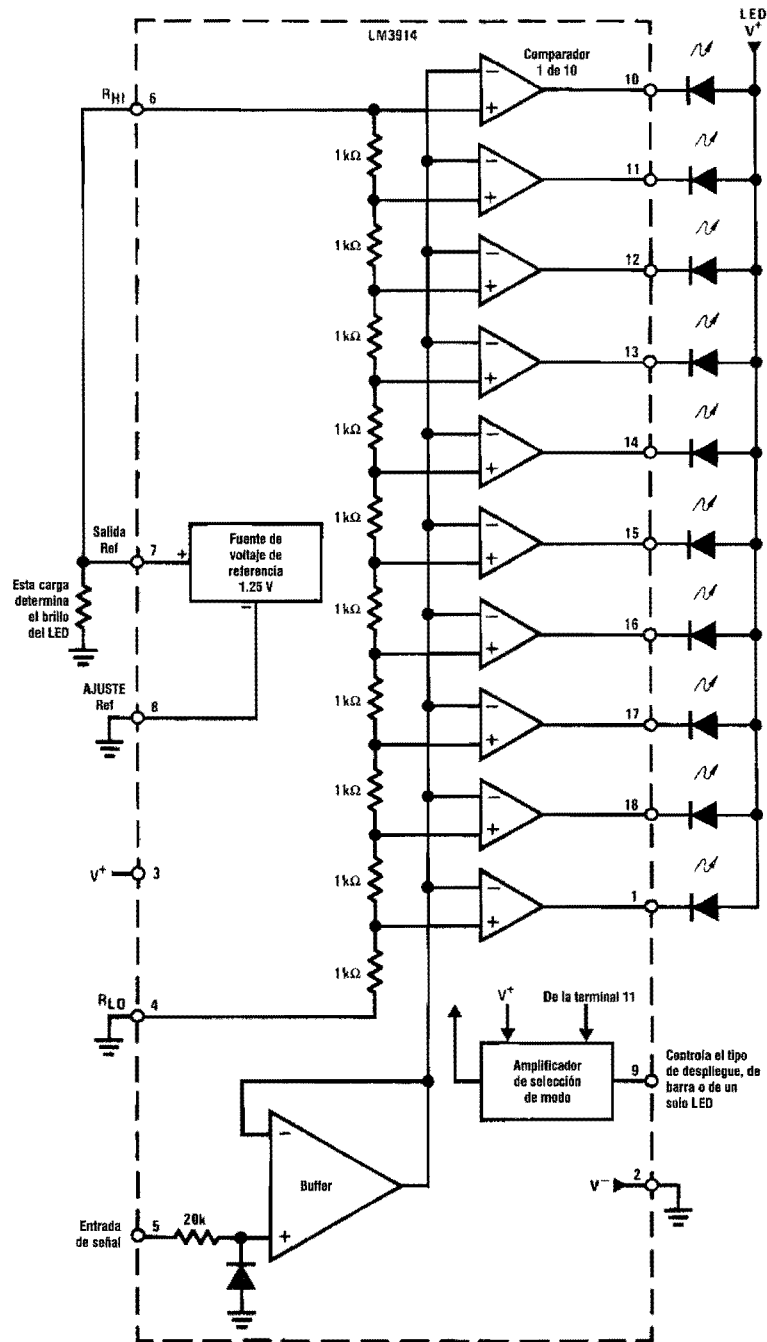 LED
V+
LM3914
Comparador
1 de 10
RHI
6
10
11
12
13
14
15
16
17
18
1
−
+
−
+
−
+
−
+
−
+
−
+
−
+
−
+
−
+
−
+
1kΩ
1kΩ
1kΩ
1kΩ
1kΩ
1kΩ
1kΩ
1kΩ
1kΩ
1kΩ
Salida
Ref
7
+
Fuente de
voltaje de
referencia
1.25 V
−
Esta carga
determina
el brillo
del LED
AJUSTE
Ref
8
V+
3
RLO
4
V+
De la terminal 11
Amplificador
de selección
de modo
9
Controla el tipo
de despliegue, de
barra o de un
solo LED
−
Buffer
+
V−
2
Entrada
de señal
5
20k